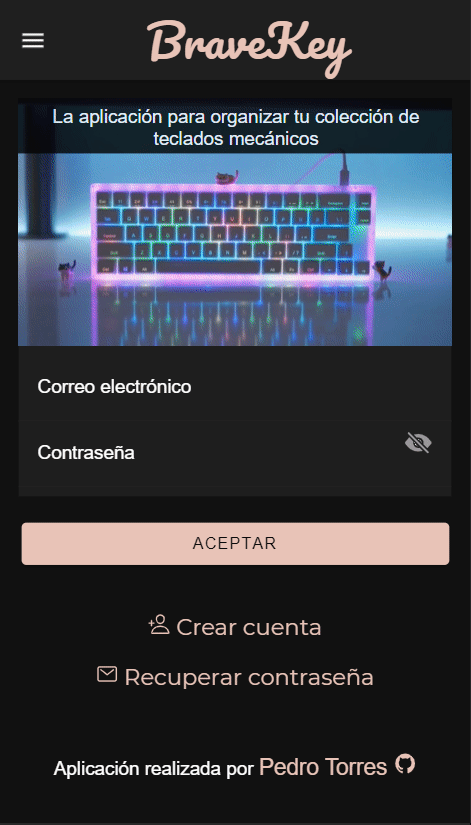 BraveKey
La aplicación para organizar tu colección de
teclados mecánicos
Correo electrónico
Contraseña
ACEPTAR
Crear cuenta
Recuperar contraseña
Aplicación realizada por Pedro Torres